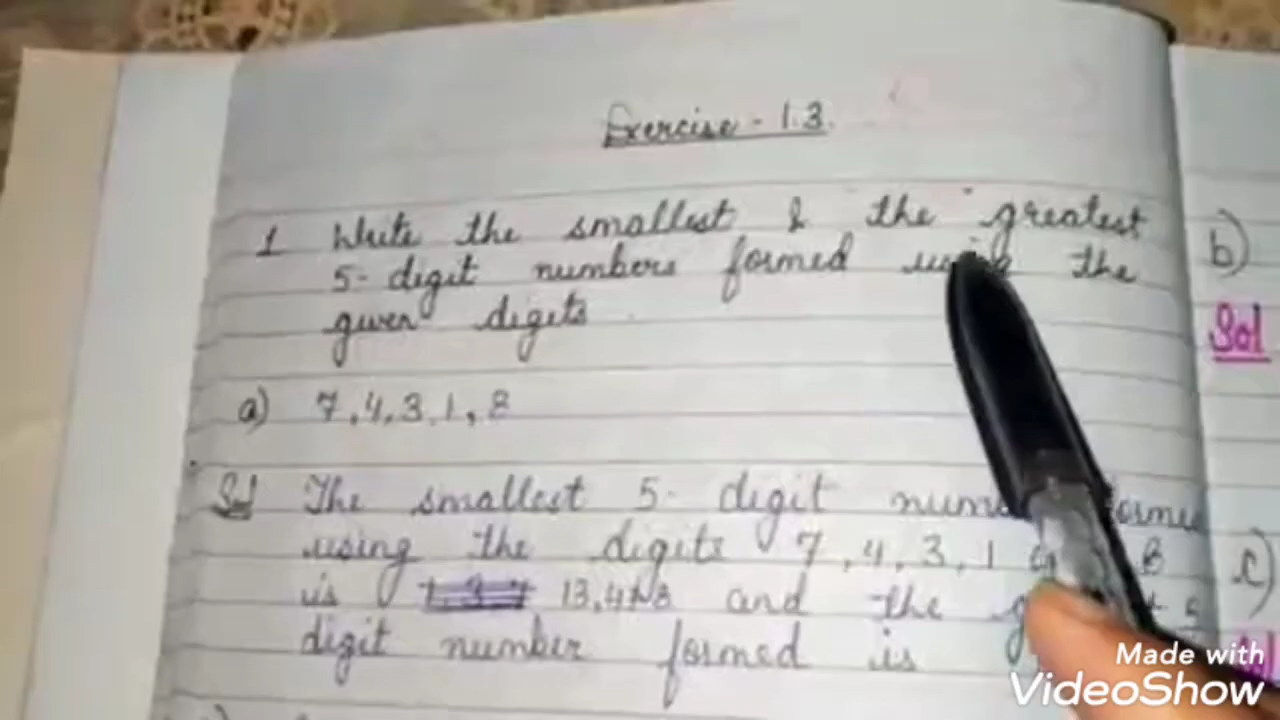 Exercise - 1.3.
1 Write the smallest & the greatest
5-digit numbers formed using the
given digits
a) 7, 4, 3, 1, 8
Sol The smallest 5-digit
using the digits 7, 4, 3, 1 8
is 13,478 and the
digit number formed is
b)
Sol
c)
Made with
VideoShow